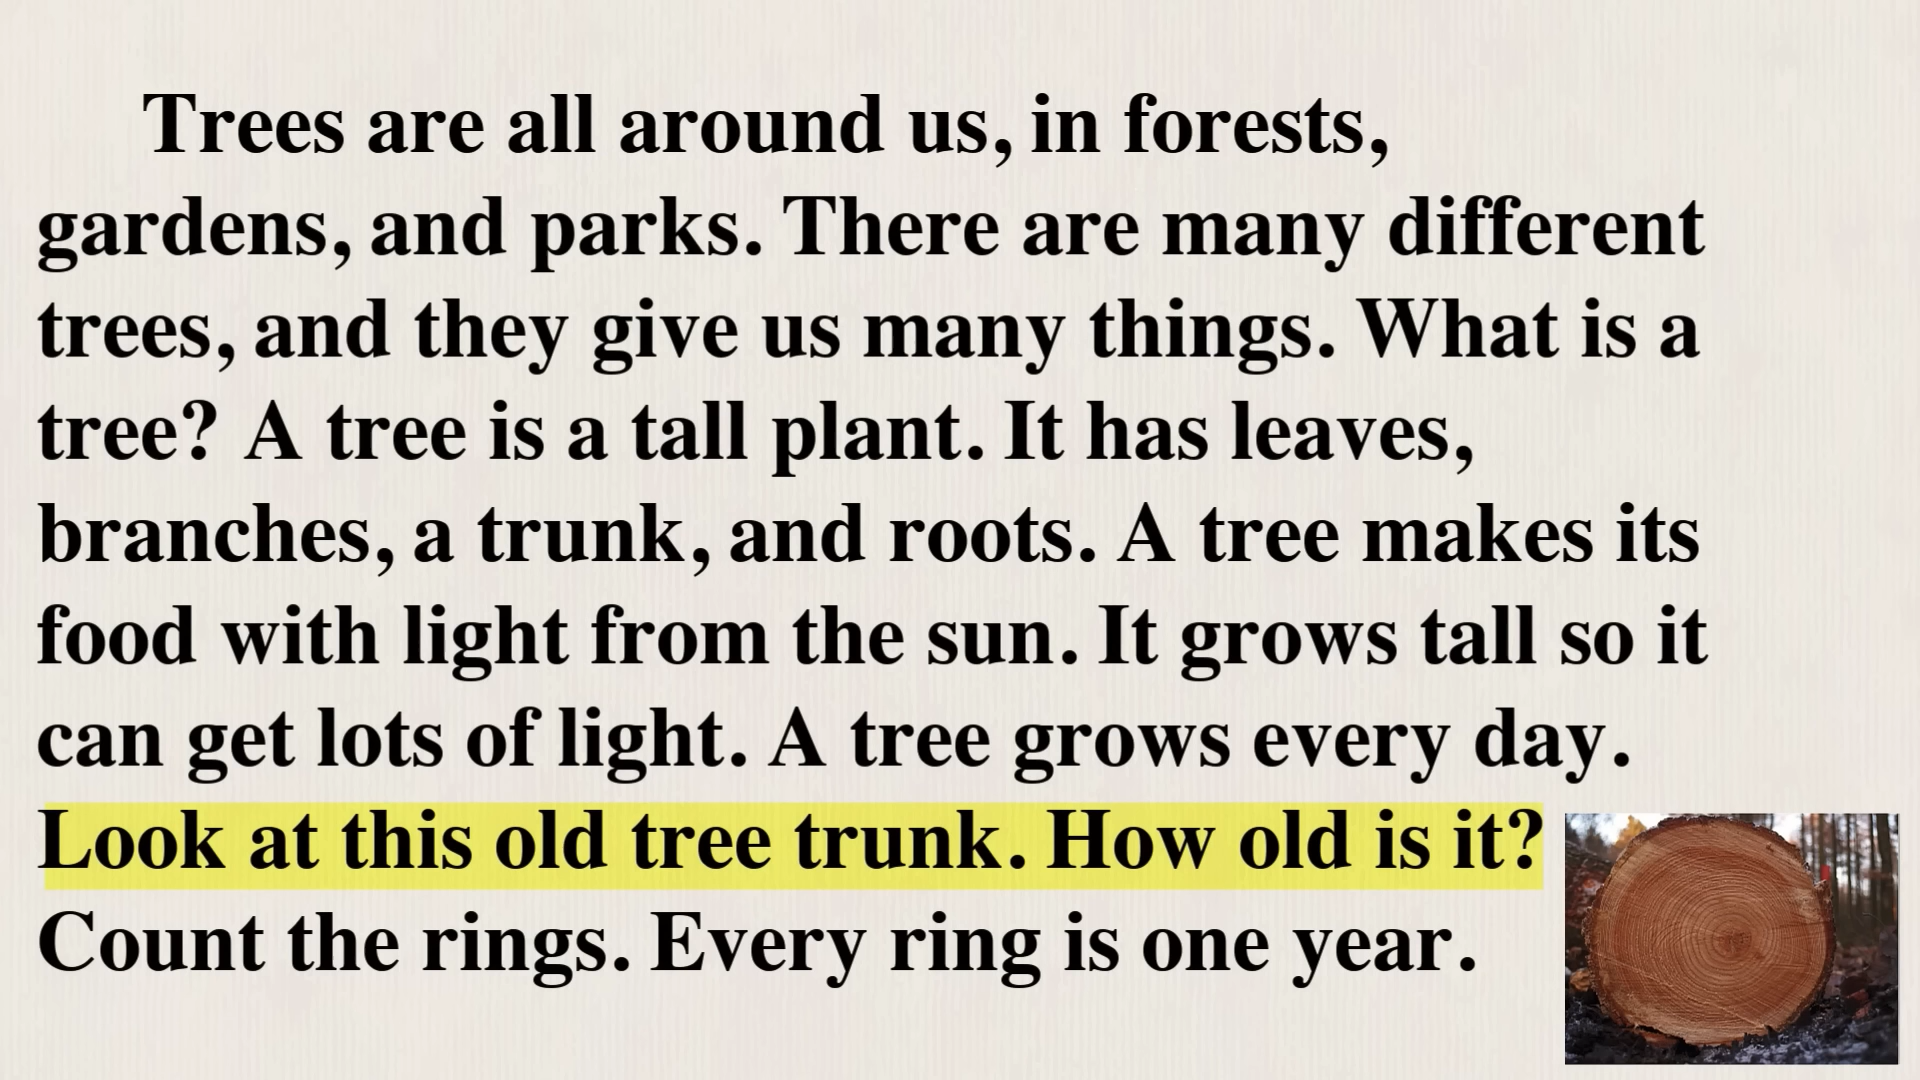 Trees are all around us, in forests,
gardens, and parks. There are many different
trees, and they give us many things. What is a
tree? A tree is a tall plant. It has leaves,
branches, a trunk, and roots. A tree makes its
food with light from the sun. It grows tall so it
can get lots of light. A tree grows every day.
Look at this old tree trunk. How old is it?
Count the rings. Every ring is one year.